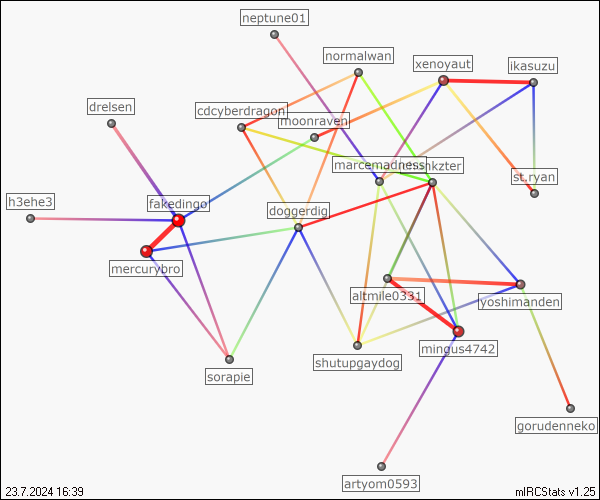 neptune01
normalwan
xenoyaut
ikasuzu
drelsen
cdcyberdragon
moonraven
marcemadness
st.ryan
h3ehe3
fakedingo
doggerdig
mercurybro
altmile0331
yoshimanden
mingus4742
shutupgaydog
sorapie
gorudenneko
artyom0593
23.7.2024 16:39
mIRCStats v1.25